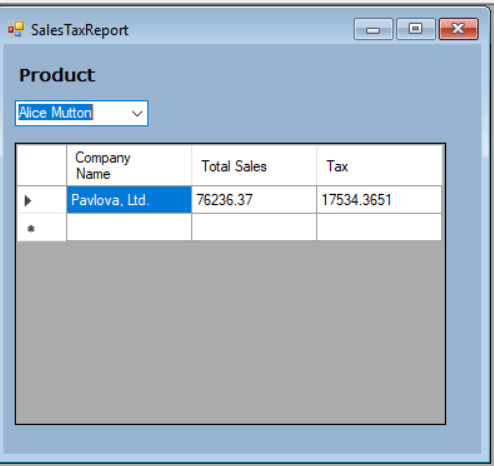 SalesTaxReport
Product
Alice Mutton
Company
Name
Total Sales
Tax
Pavlova, Ltd.
76236.37
17534.3651